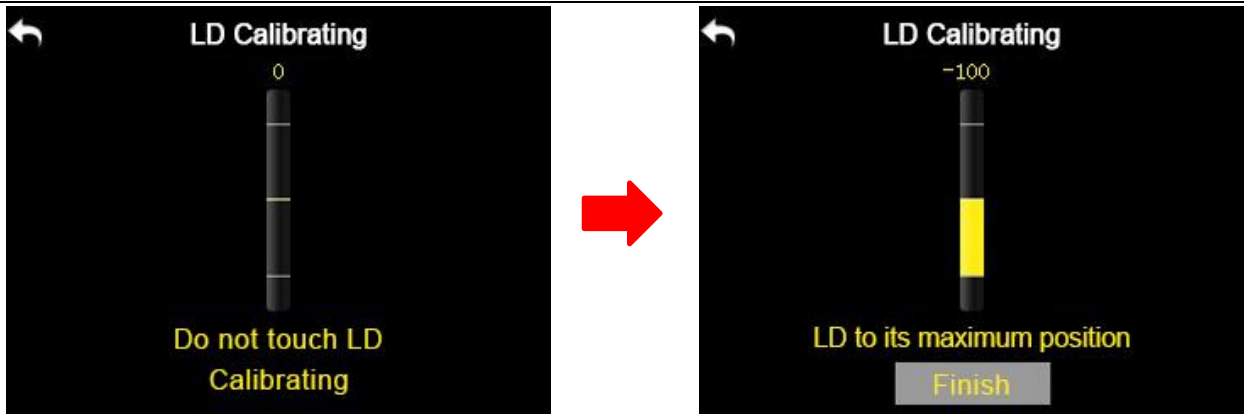 LD Calibrating
0
Do not touch LD
Calibrating
LD Calibrating
-100
LD to its maximum position
Finish